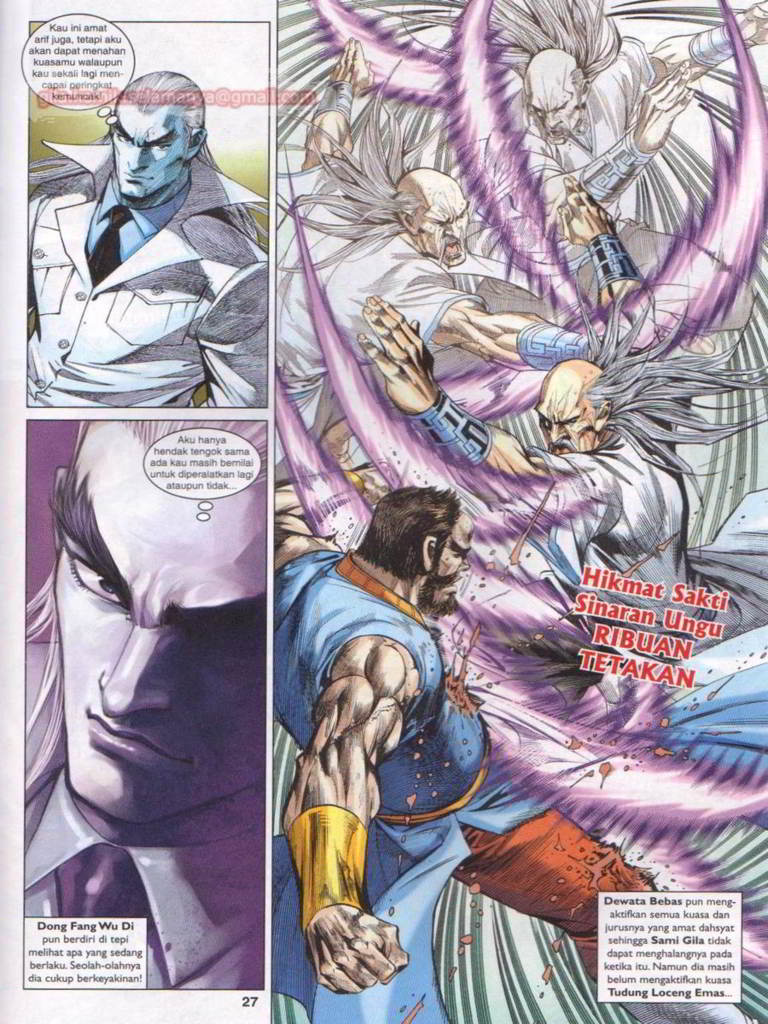 Kau ini amat
arif juga, tetapi aku
akan dapat menahan
kuasamu walaupun
kau sekali lagi men-
capai peringkat
kemuncak!
Aku hanya
hendak tengok sama
ada kau masih bernilai
untuk diperalatkan lagi
ataupun tidak...
Dong Fang Wu Di
pun berdiri di tepi
melihat apa yang sedang
berlaku. Seolah-olahnya
dia cukup berkeyakinan!
27
Hikmat Sakti
Sinaran Ungu
RIBUAN
TETAKAN
Dewata Bebas pun meng-
aktifkan semua kuasa dan
jurusnya yang amat dahsyat
sehingga Sami Gila tidak
dapat menghalangnya pada
ketika itu. Namun dia masih
belum mengaktifkan kuasa
Tudung Loceng Emas...